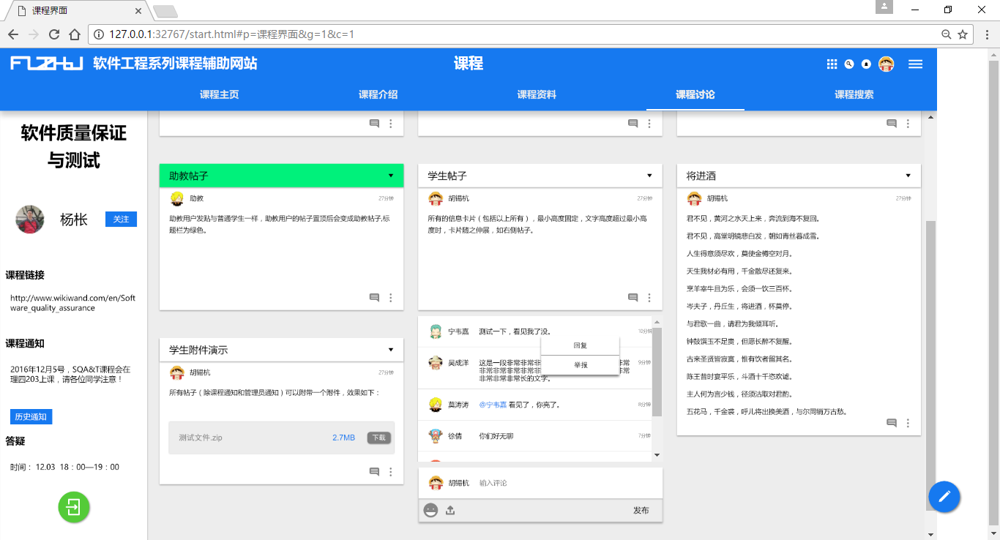 课程界面
127.0.0.1:32767/start.html#p=课程界面&g=1&c=1
软件工程系列课程辅助网站
课程
课程主页
课程介绍
课程资料
课程讨论
课程搜索
软件质量保证
与测试
杨枨
关注
课程链接
http://www.wikiwand.com/en/Soft
ware_quality_assurance
课程通知
2016年12月5号，SQA&T课程会在
理四203上课，请各位同学注意！
历史通知
答疑
时间： 12.03 18：00—19：00
助教帖子
助教
27分钟
助教用户发贴与普通学生一样，助教用户的帖子置顶后会变成助教帖子,标
题栏为绿色。
学生附件演示
胡锡杭
27分钟
所有帖子（除课程通知和管理员通知）可以附带一个附件，效果如下：
测试文件.zip
2.7MB
下载
学生帖子
胡锡杭
27分钟
所有的信息卡片（包括以上所有），最小高度固定，文字高度超过最小高
度时，卡片随之伸展，如右侧帖子。
宁韦嘉
测试一下，看见我了没。
10分钟
回复
举报
吴成洋
这是一段非常非常非
常非常
9分钟
非常非常非常非常非
常非常
非常非常非常长的文字。
莫涛涛
@宁韦嘉 看见了，你亮了。
8分钟
徐倩
你们好无聊
7分钟
胡锡杭
输入评论
发布
将进酒
胡锡杭
27分钟
君不见，黄河之水天上来，奔流到海不复回。
君不见，高堂明镜悲白发，朝如青丝暮成雪。
人生得意须尽欢，莫使金樽空对月。
天生我材必有用，千金散尽还复来。
烹羊宰牛且为乐，会须一饮三百杯。
岑夫子，丹丘生，将进酒，杯莫停。
与君歌一曲，请君为我倾耳听。
钟鼓馔玉不足贵，但愿长醉不复醒。
古来圣贤皆寂寞，惟有饮者留其名。
陈王昔时宴平乐，斗酒十千恣欢谑。
主人何为言少钱，径须沽取对君酌。
五花马，千金裘，呼儿将出换美酒，与尔同销万古愁。